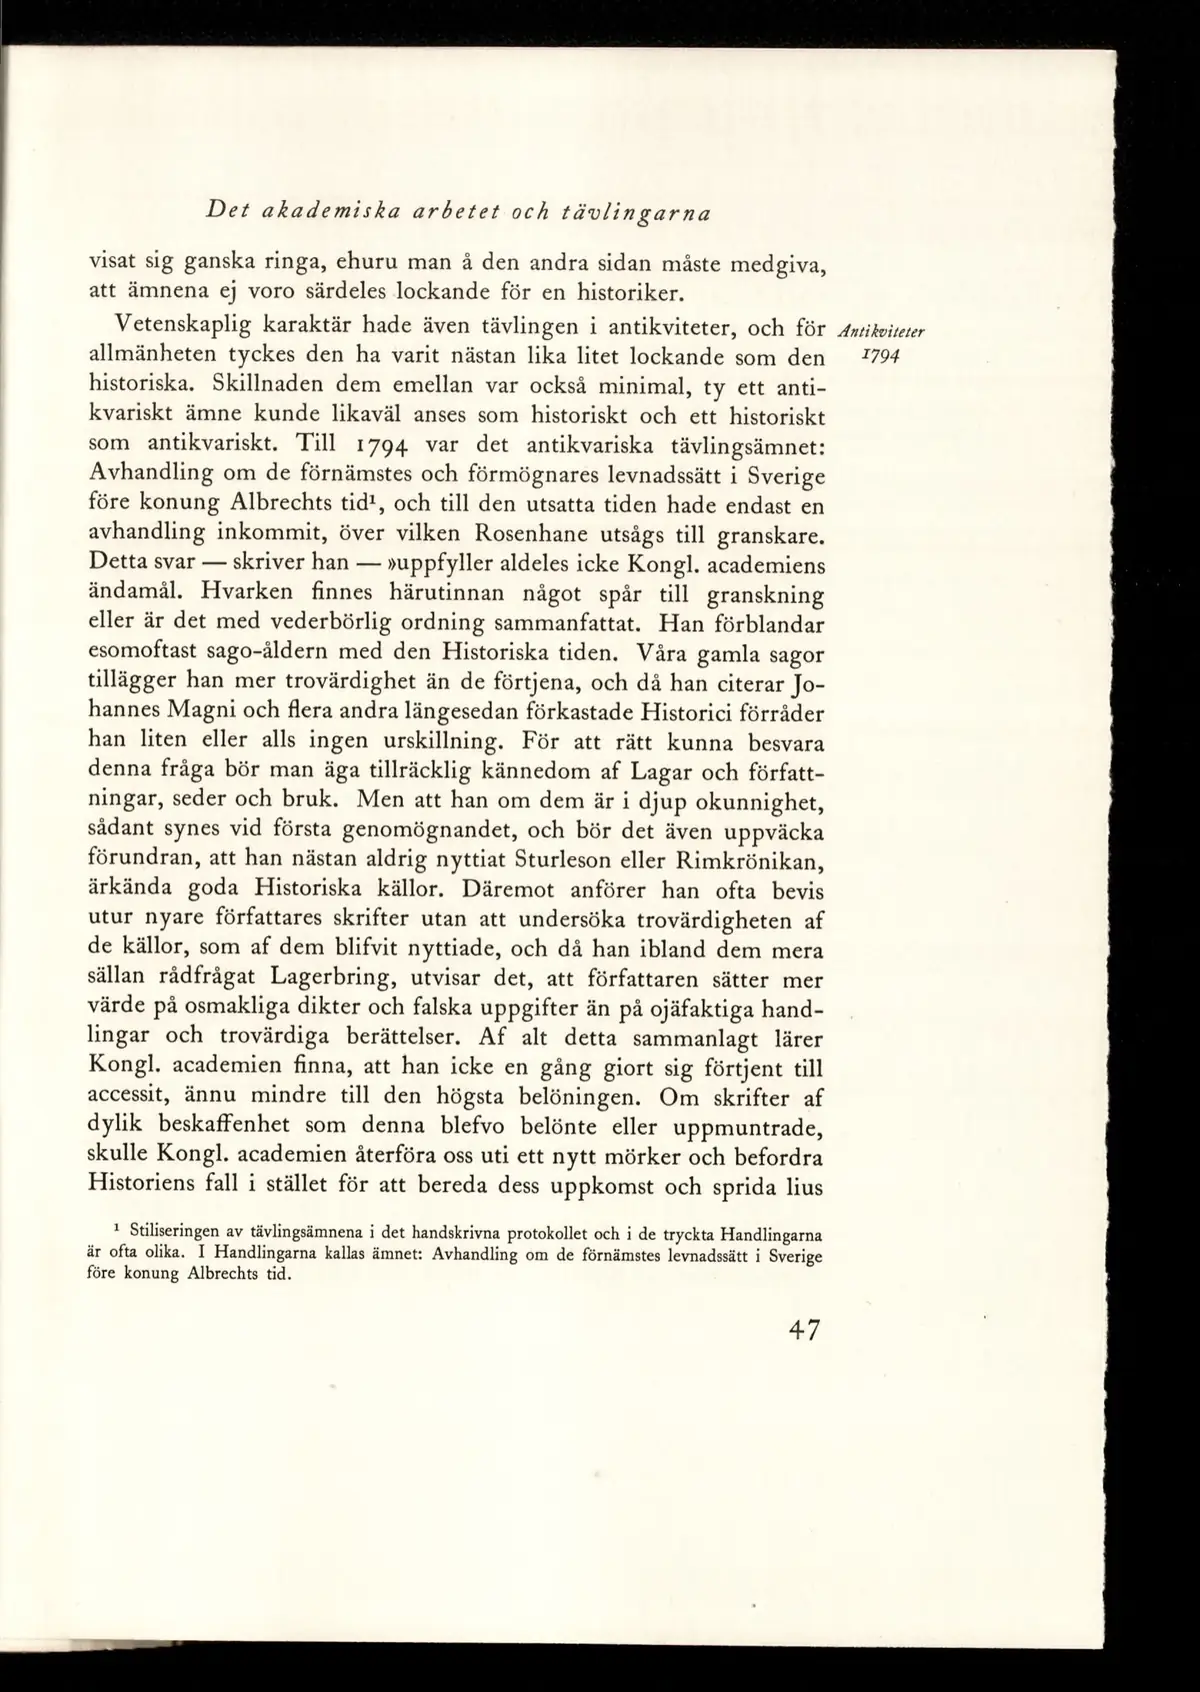 Det akademiska arbetet och tävlingarna
visat sig ganska ringa, ehuru man å den andra sidan måste medgiva,
att ämnena ej voro särdeles lockande för en historiker.
Vetenskaplig karaktär hade även tävlingen i antikviteter, och för
Antikviteter
allmänheten tyckes den ha varit nästan lika litet lockande som den
1794
historiska. Skillnaden dem emellan var också minimal, ty ett anti-
kvariskt ämne kunde likaväl anses som historiskt och ett historiskt
som antikvariskt. Till 1794 var det antikvariska tävlingsämnet:
Avhandling om de förnämstes och förmögnares levnadssätt i Sverige
före konung Albrechts tid¹, och till den utsatta tiden hade endast en
avhandling inkommit, över vilken Rosenhane utsågs till granskare.
Detta svar — skriver han — »uppfyller aldeles icke Kongl. academiens
ändamål. Hvarken finnes härutinnan något spår till granskning
eller är det med vederbörlig ordning sammanfattat. Han förblandar
esomoftast sago-åldern med den Historiska tiden. Våra gamla sagor
tillägger han mer trovärdighet än de förtjena, och då han citerar Jo-
hannes Magni och flera andra längesedan förkastade Historici förråder
han liten eller alls ingen urskillning. För att rätt kunna besvara
denna fråga bör man äga tillräcklig kännedom af Lagar och författ-
ningar, seder och bruk. Men att han om dem är i djup okunnighet,
sådant synes vid första genomögnandet, och bör det även uppväcka
förundran, att han nästan aldrig nyttiat Sturleson eller Rimkrönikan,
ärkända goda Historiska källor. Däremot anförer han ofta bevis
utur nyare författares skrifter utan att undersöka trovärdigheten af
de källor, som af dem blifvit nyttiade, och då han ibland dem mera
sällan rådfrågat Lagerbring, utvisar det, att författaren sätter mer
värde på osmakliga dikter och falska uppgifter än på ojäfaktiga hand-
lingar och trovärdiga berättelser. Af alt detta sammanlagt lärer
Kongl. academien finna, att han icke en gång giort sig förtjent till
accessit, ännu mindre till den högsta belöningen. Om skrifter af
dylik beskaffenhet som denna blefvo belönte eller uppmuntrade,
skulle Kongl. academien återföra oss uti ett nytt mörker och befordra
Historiens fall i stället för att bereda dess uppkomst och sprida lius
¹ Stiliseringen av tävlingsämnena i det handskrivna protokollet och i de tryckta Handlingarna
är ofta olika. I Handlingarna kallas ämnet: Avhandling om de förnämstes levnadssätt i Sverige
före konung Albrechts tid.
47